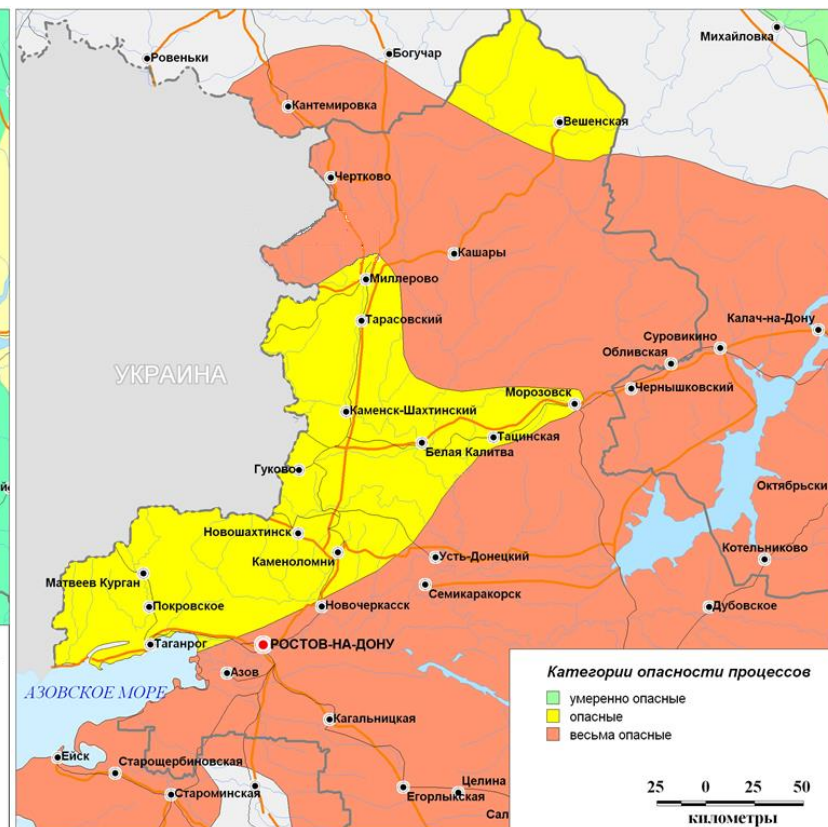 Михайловка
Богучар
Ровеньки
Кантемировка
Вешенская
Чертково
Кашары
Миллерово
Тарасовский
Калач-на-Дону
Суровикино
Обливская
УКРАИНА
Чернышковский
Морозовск
Каменск-Шахтинский
Тацинская
Белая Калитва
Гуково
Октябрьски
Новошахтинск
Каменоломни
Усть-Донецкий
Котельниково
Матвеев Курган
Семикаракорск
Покровское
Новочеркасск
Дубовское
Таганрог
РОСТОВ-НА-ДОНУ
Азов
АЗОВСКОЕ МОРЕ
Категории опасности процессов
умеренно опасные
опасные
весьма опасные
Кагальницкая
Ейск
Старощербиновская
Староминская
Егорлыкская
Целина
Сал
25 0 25 50
километры